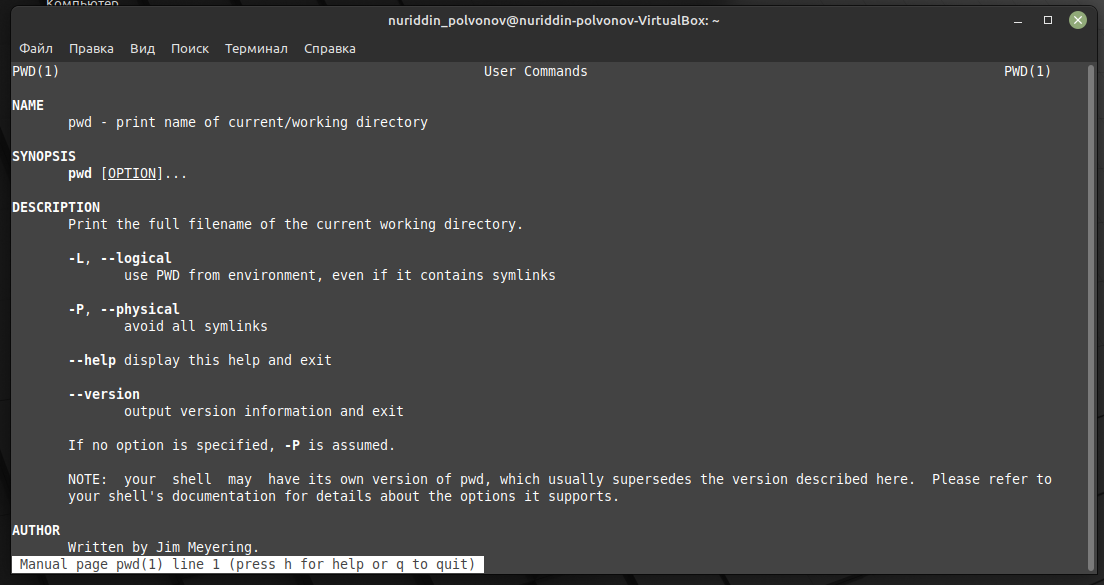 Компьютер
nuriddin_polvonov@nuriddin-polvonov-VirtualBox: ~
Файл Правка Вид Поиск Терминал Справка
PWD(1) User Commands PWD(1)
NAME
pwd - print name of current/working directory
SYNOPSIS
pwd [OPTION]...
DESCRIPTION
Print the full filename of the current working directory.
-L, --logical
use PWD from environment, even if it contains symlinks
-P, --physical
avoid all symlinks
--help display this help and exit
--version
output version information and exit
If no option is specified, -P is assumed.
NOTE: your shell may have its own version of pwd, which usually supersedes the version described here. Please refer to
your shell's documentation for details about the options it supports.
AUTHOR
Written by Jim Meyering.
Manual page pwd(1) line 1 (press h for help or q to quit)